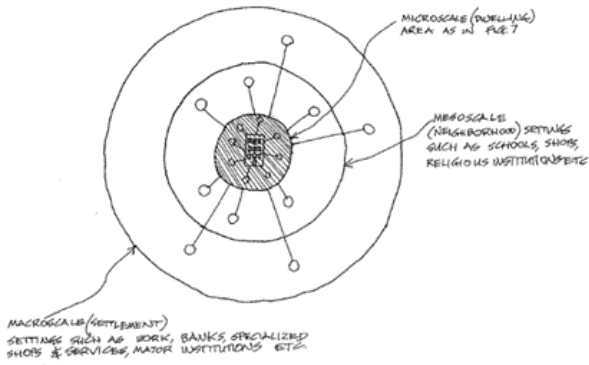 MICROSCALE (DWELLING)
AREA AS IN FIG. 7
MESOSCALE
(NEIGHBORHOOD) SETTINGS
SUCH AS SCHOOLS, SHOPS,
RELIGIOUS INSTITUTIONS ETC
MACROSCALE (SETTLEMENT)
SETTINGS SUCH AS WORK, BANKS, SPECIALIZED
SHOPS & SERVICES, MAJOR INSTITUTIONS ETC.